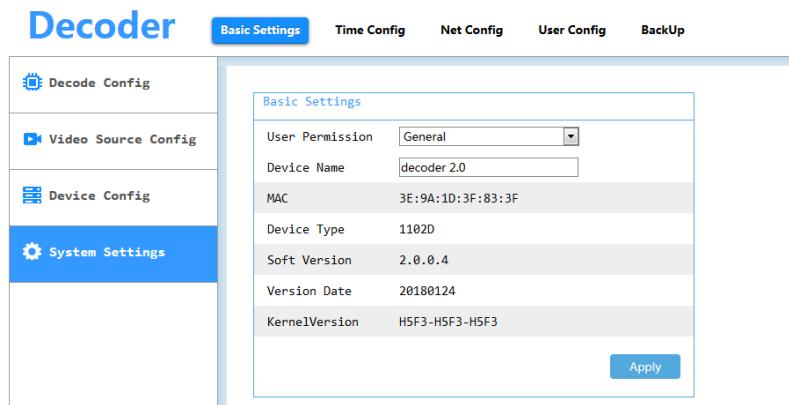 Decoder
Basic Settings Time Config Net Config User Config BackUp
Decode Config
Video Source Config
Device Config
System Settings
Basic Settings
User Permission General
Device Name decoder 2.0
MAC 3E:9A:1D:3F:83:3F
Device Type 1102D
Soft Version 2.0.0.4
Version Date 20180124
KernelVersion H5F3-H5F3-H5F3
Apply